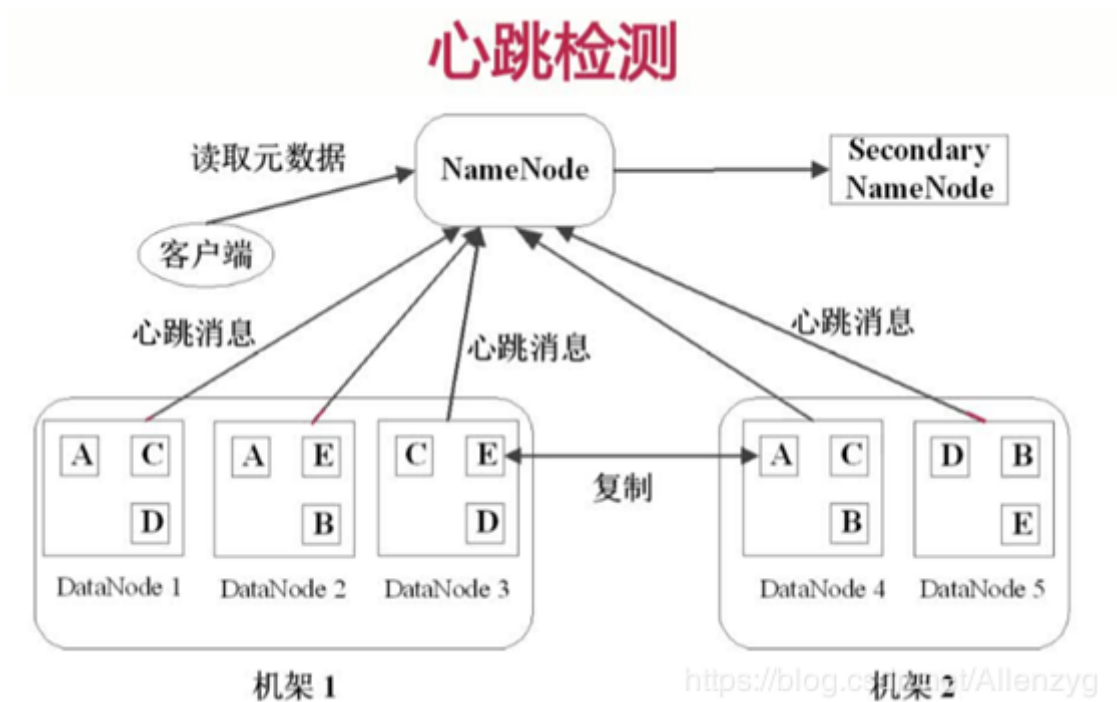 心跳检测
读取元数据
NameNode
Secondary
NameNode
客户端
心跳消息
心跳消息
心跳消息
A C
D
A E
B
C E
D
复制
A C
B
D B
E
DataNode 1
DataNode 2
DataNode 3
DataNode 4
DataNode 5
机架 1
机架 2